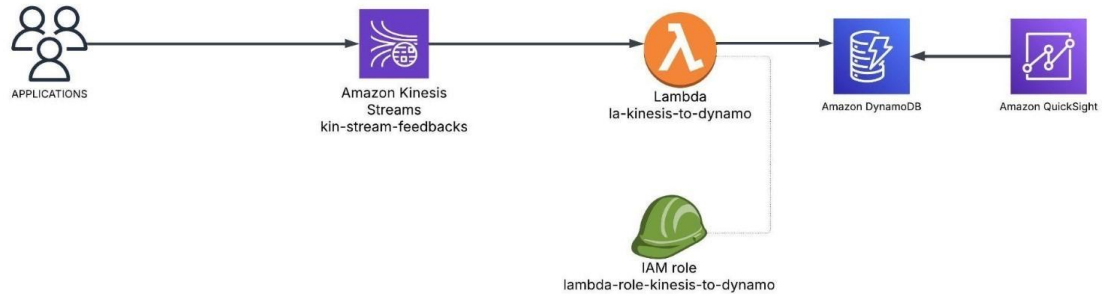 APPLICATIONS
Amazon Kinesis
Streams
kin-stream-feedbacks
Lambda
la-kinesis-to-dynamo
Amazon DynamoDB
Amazon QuickSight
IAM role
lambda-role-kinesis-to-dynamo